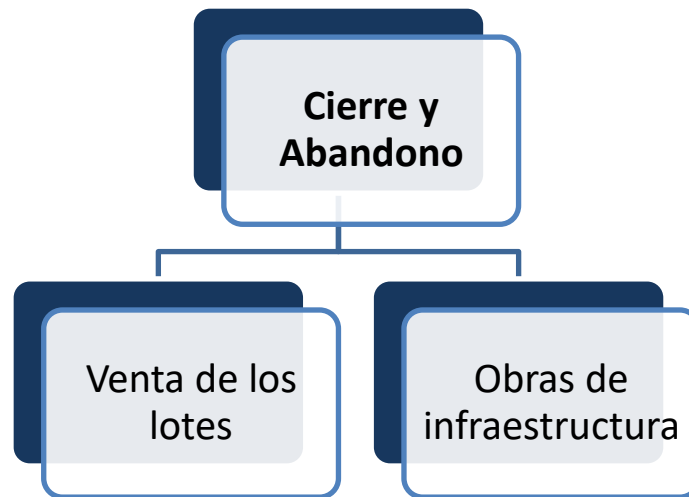 Cierre y
Abandono
Venta de los
lotes
Obras de
infraestructura